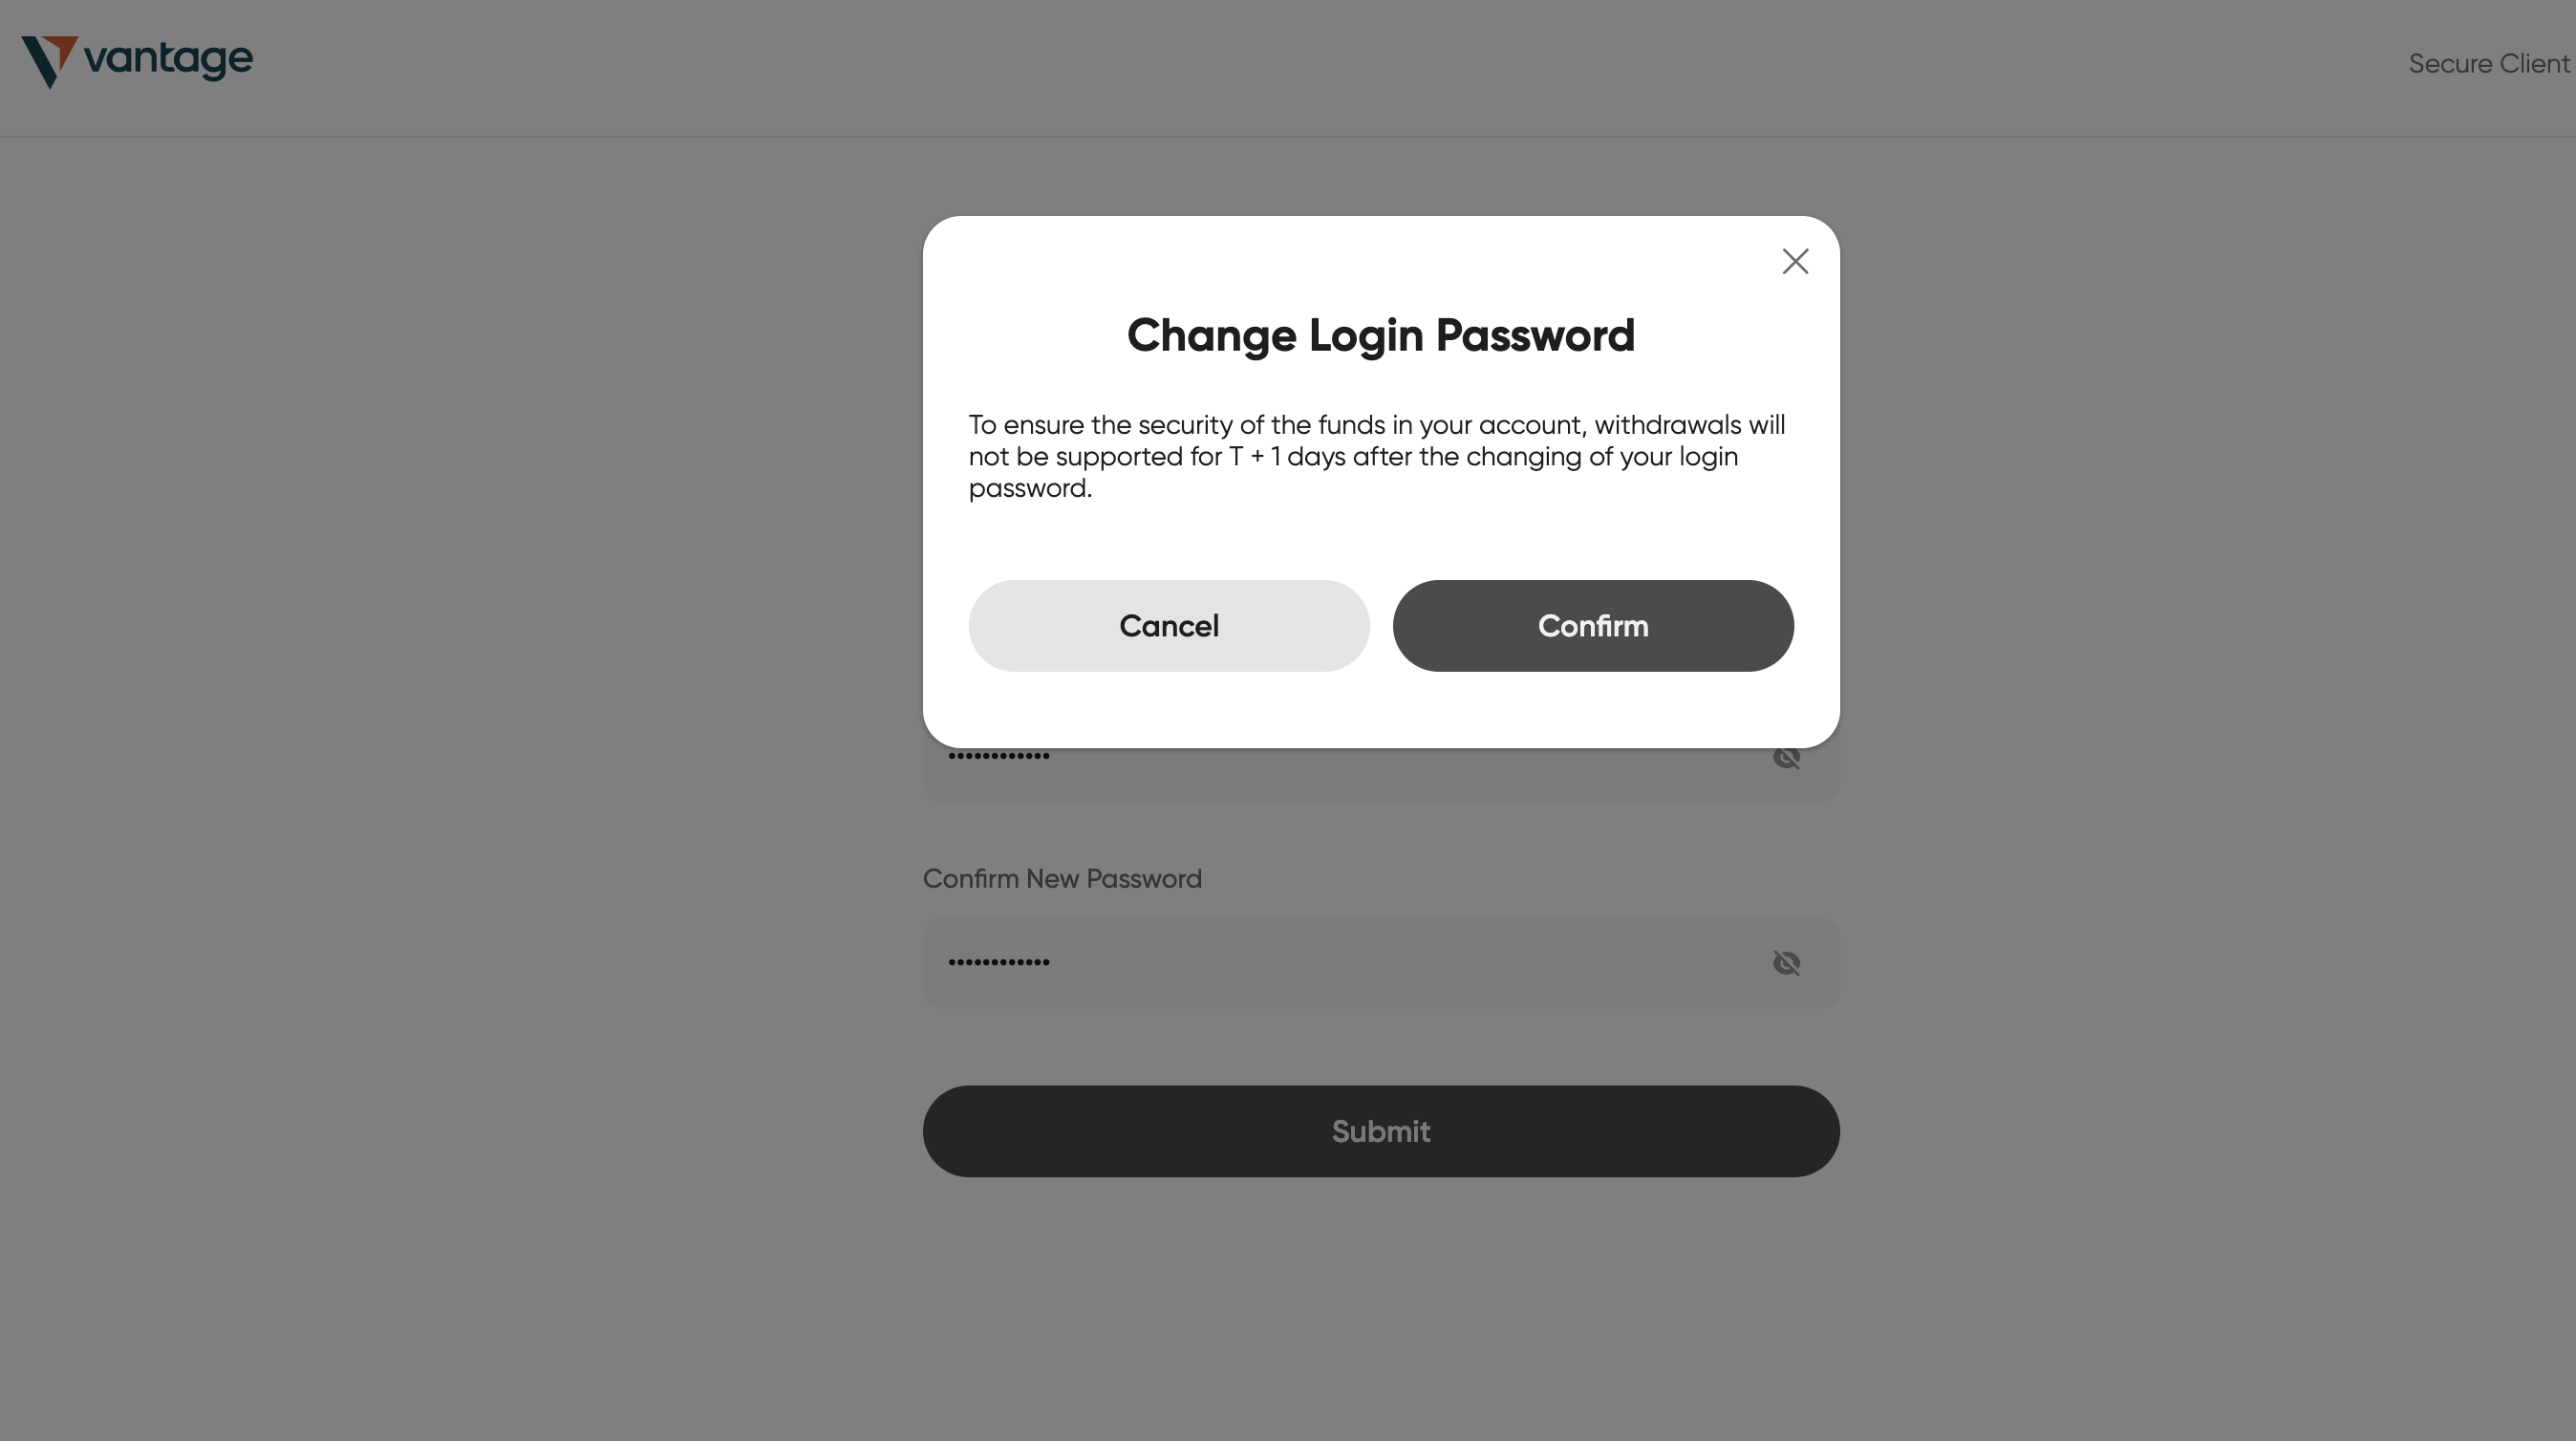 vantage
Secure Client
Change Login Password
To ensure the security of the funds in your account, withdrawals will
not be supported for T + 1 days after the changing of your login
password.
Cancel
Confirm
••••••••••••
Confirm New Password
••••••••••••
Submit